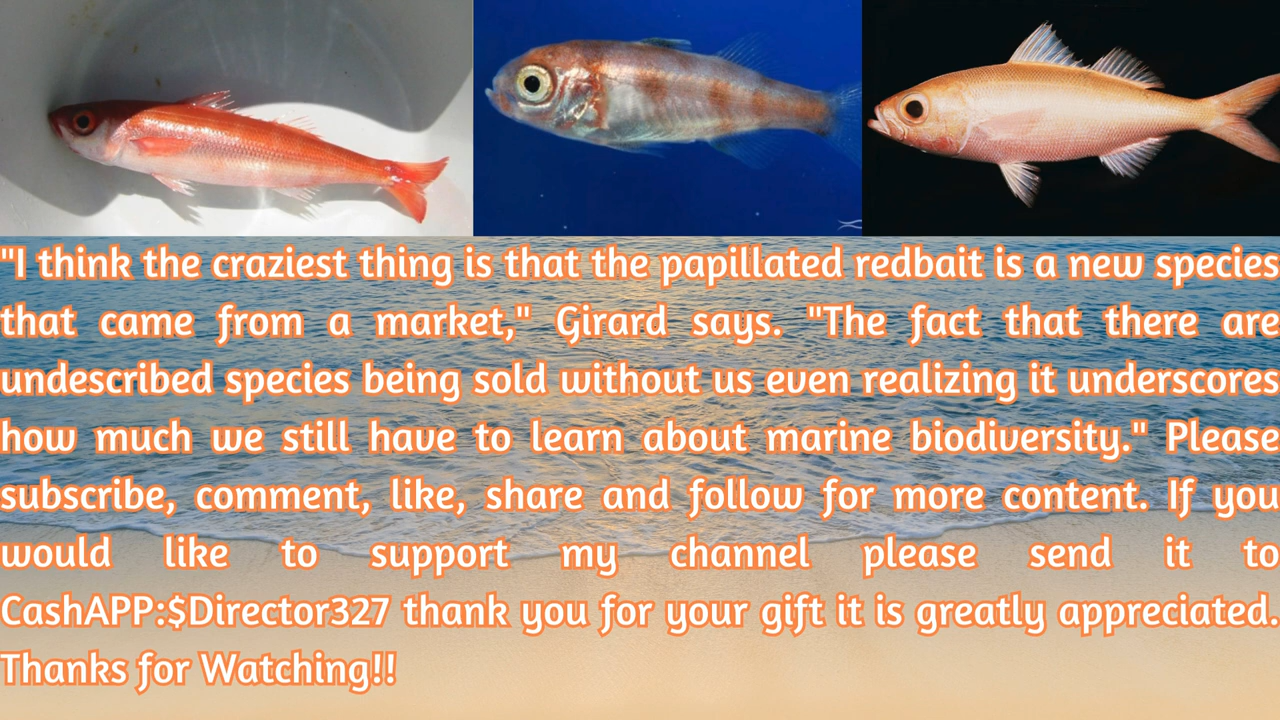 "I think the craziest thing is that the papillated redbait is a new species
that came from a market," Girard says. "The fact that there are
undescribed species being sold without us even realizing it underscores
how much we still have to learn about marine biodiversity." Please
subscribe, comment, like, share and follow for more content. If you
would like to support my channel please send it to
CashAPP:$Director327 thank you for your gift it is greatly appreciated.
Thanks for Watching!!